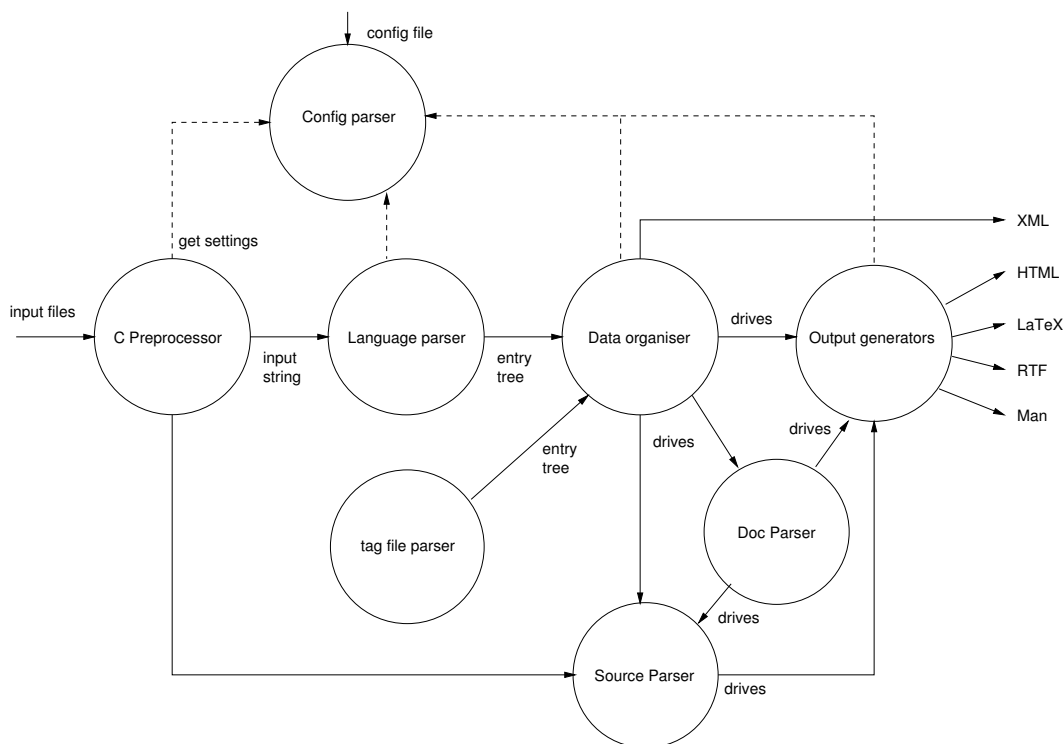 config file
Config parser
get settings
XML
HTML
input files
C Preprocessor
Language parser
Data organiser
drives
Output generators
LaTeX
RTF
Man
input
string
entry
tree
drives
drives
entry
tree
tag file parser
Doc Parser
drives
Source Parser
drives